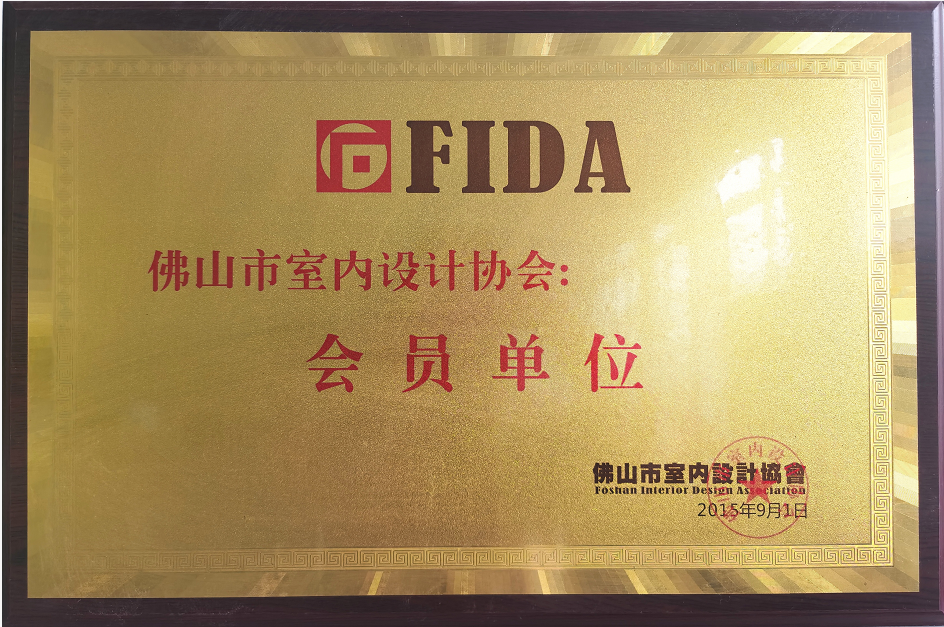 FIDA
佛山市室内设计协会:
会员单位
佛山市室内設計協會
Foshan Interior Design Association
2015年9月1日